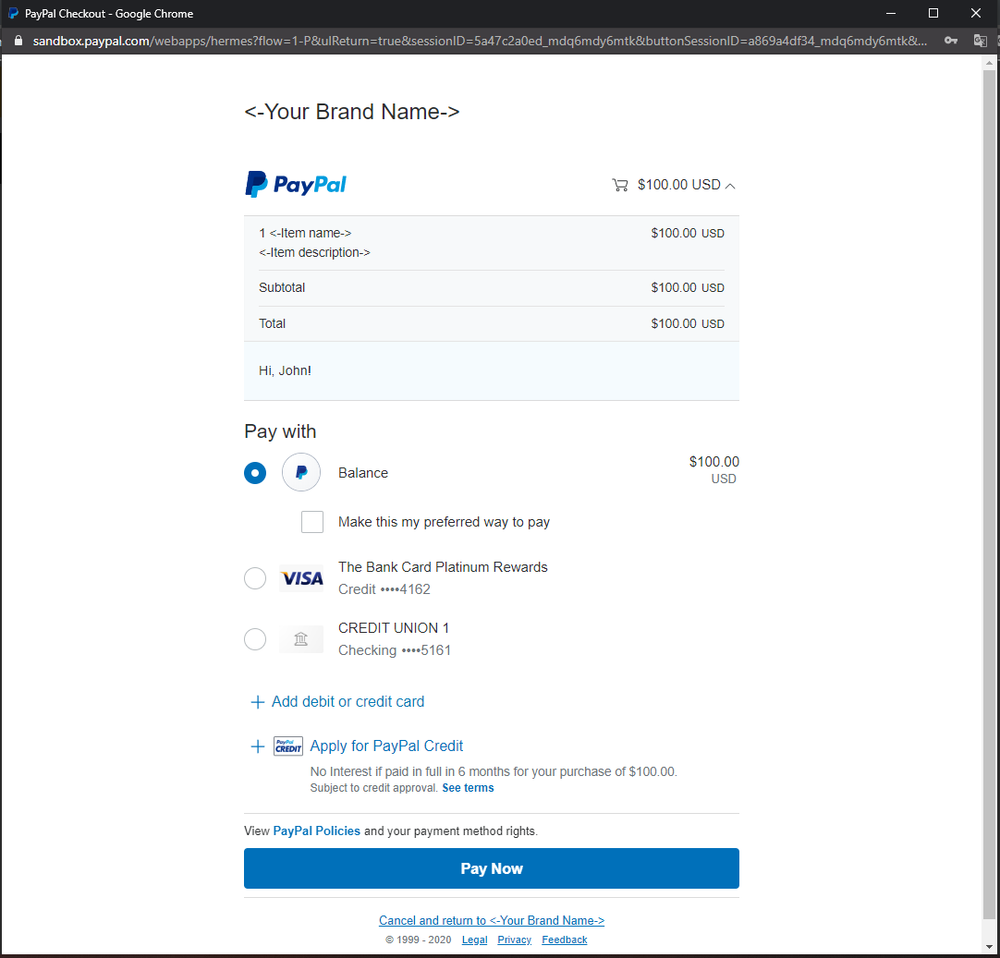 PayPal Checkout - Google Chrome
sandbox.paypal.com/webapps/hermes?flow=1-P&ulReturn=true&sessionID=5a47c2a0ed_mdq6mdy6mtk&buttonSessionID=a869a4df34_mdq6mdy6mtk&...
<-Your Brand Name->
PayPal $100.00 USD
1 <-Item name-> $100.00 USD
<-Item description->
Subtotal $100.00 USD
Total $100.00 USD
Hi, John!
Pay with
Balance $100.00
USD
Make this my preferred way to pay
VISA The Bank Card Platinum Rewards
Credit ••••4162
CREDIT UNION 1
Checking ••••5161
+ Add debit or credit card
+ PayPal CREDIT Apply for PayPal Credit
No Interest if paid in full in 6 months for your purchase of $100.00.
Subject to credit approval. See terms
View PayPal Policies and your payment method rights.
Pay Now
Cancel and return to <-Your Brand Name->
© 1999 - 2020 Legal Privacy Feedback